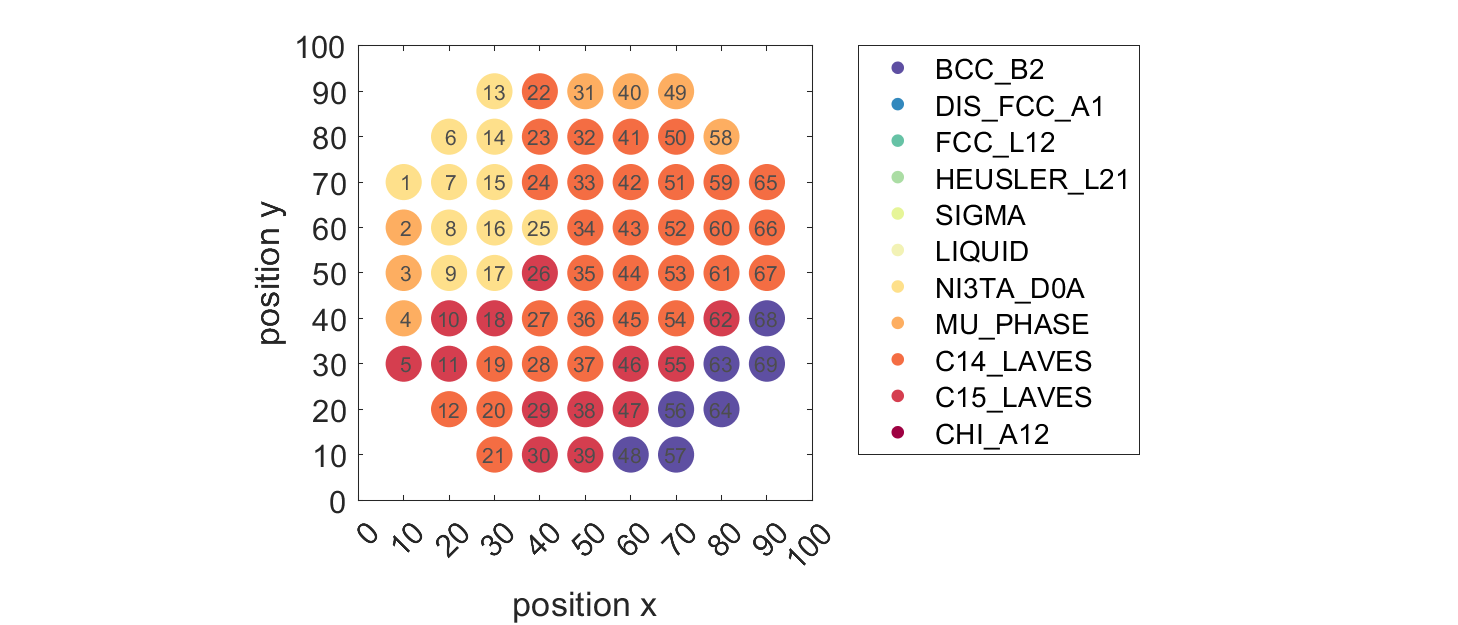 100
90
80
70
60
50
40
30
20
10
0
position y
13 22 31 40 49
6 14 23 32 41 50 58
1 7 15 24 33 42 51 59 65
2 8 16 25 34 43 52 60 66
3 9 17 26 35 44 53 61 67
4 10 18 27 36 45 54 62 68
5 11 19 28 37 46 55 63 69
12 20 29 38 47 56 64
21 30 39 48 57
0 10 20 30 40 50 60 70 80 90 100
position x
BCC_B2
DIS_FCC_A1
FCC_L12
HEUSLER_L21
SIGMA
LIQUID
NI3TA_D0A
MU_PHASE
C14_LAVES
C15_LAVES
CHI_A12